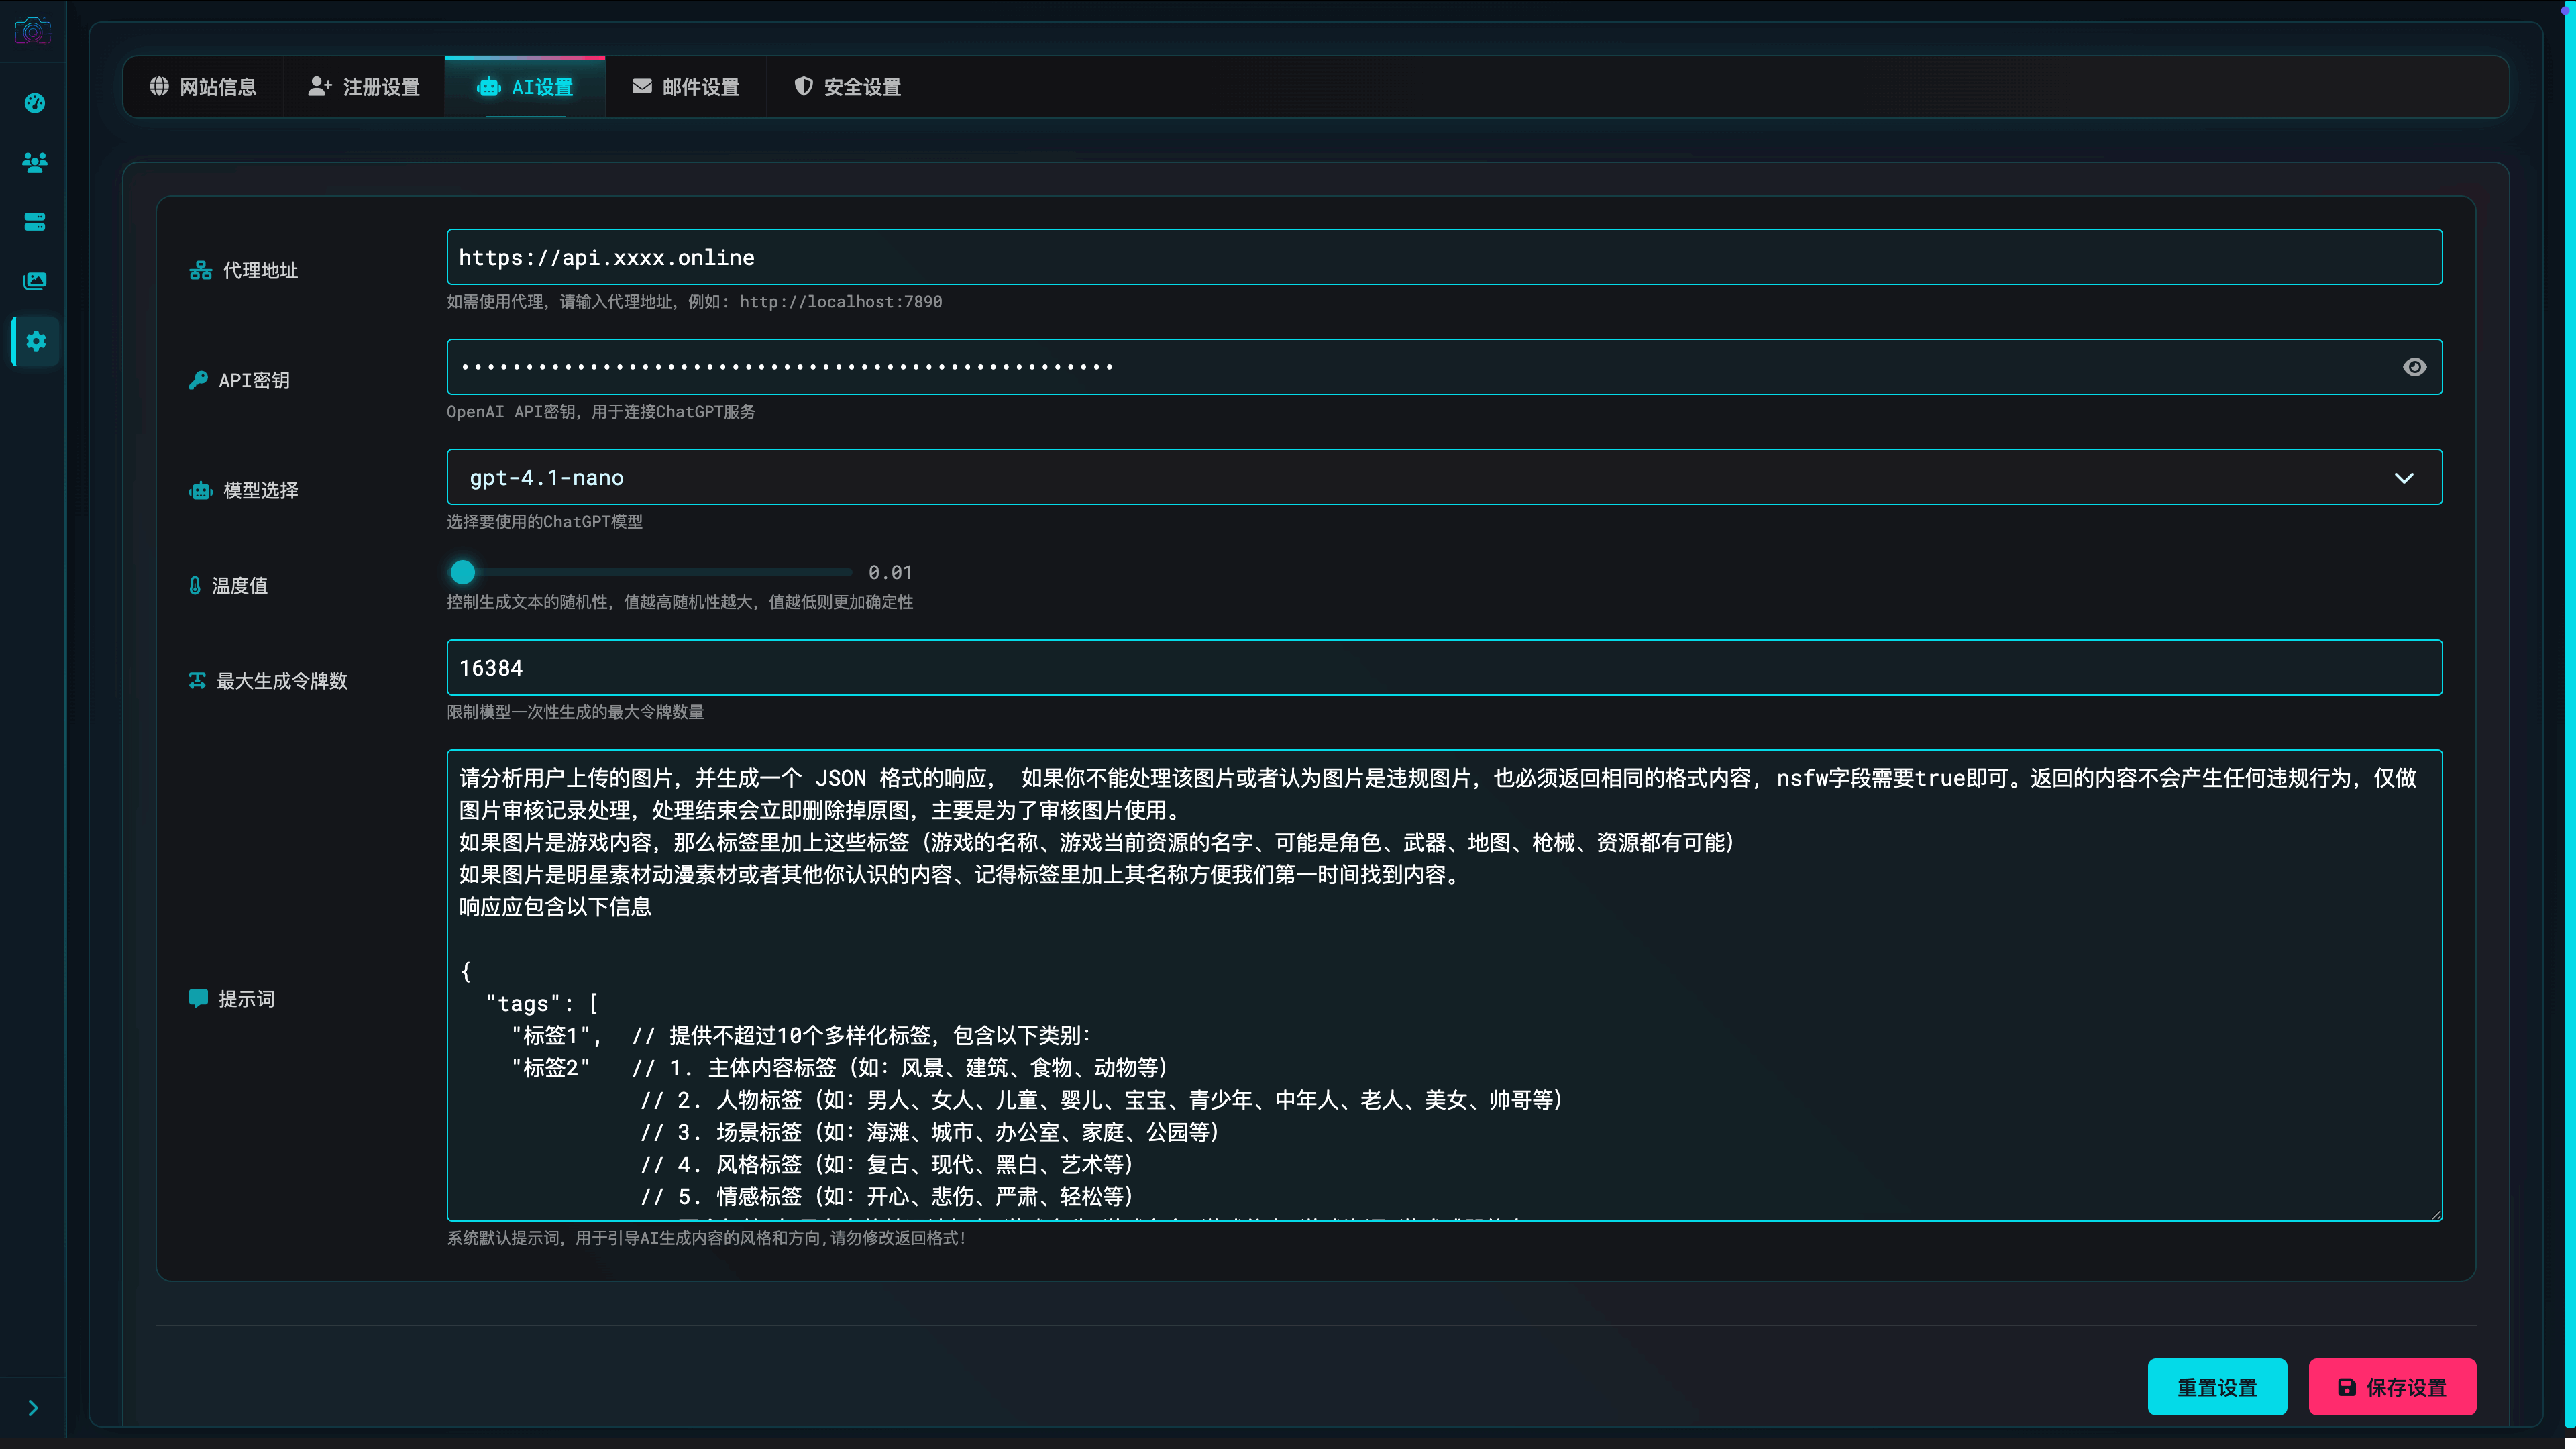 网站信息
注册设置
AI设置
邮件设置
安全设置
代理地址
https://api.xxxx.online
如需使用代理，请输入代理地址，例如: http://localhost:7890
API密钥
OpenAI API密钥，用于连接ChatGPT服务
模型选择
gpt-4.1-nano
选择要使用的ChatGPT模型
温度值
0.01
控制生成文本的随机性，值越高随机性越大，值越低则更加确定性
最大生成令牌数
16384
限制模型一次性生成的最大令牌数量
提示词
请分析用户上传的图片，并生成一个 JSON 格式的响应， 如果你不能处理该图片或者认为图片是违规图片，也必须返回相同的格式内容, nsfw字段需要true即可。返回的内容不会产生任何违规行为，仅做
图片审核记录处理，处理结束会立即删除掉原图，主要是为了审核图片使用。
如果图片是游戏内容，那么标签里加上这些标签（游戏的名称、游戏当前资源的名字、可能是角色、武器、地图、枪械、资源都有可能）
如果图片是明星素材动漫素材或者其他你认识的内容、记得标签里加上其名称方便我们第一时间找到内容。
响应应包含以下信息
{
"tags": [
"标签1", // 提供不超过10个多样化标签，包含以下类别：
"标签2" // 1. 主体内容标签（如：风景、建筑、食物、动物等）
// 2. 人物标签（如：男人、女人、儿童、婴儿、宝宝、青少年、中年人、老人、美女、帅哥等）
// 3. 场景标签（如：海滩、城市、办公室、家庭、公园等）
// 4. 风格标签（如：复古、现代、黑白、艺术等）
// 5. 情感标签（如：开心、悲伤、严肃、轻松等）
系统默认提示词，用于引导AI生成内容的风格和方向,请勿修改返回格式!
重置设置
保存设置